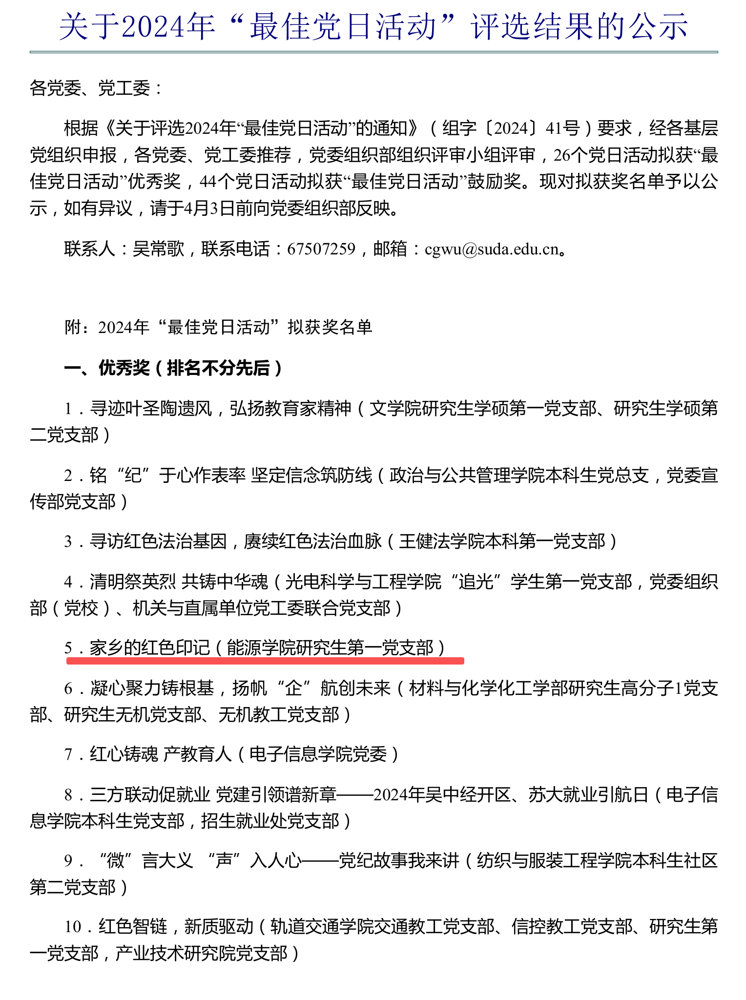 关于2024年“最佳党日活动”评选结果的公示
各党委、党工委：
根据《关于评选2024年“最佳党日活动”的通知》（组字〔2024〕41号）要求，经各基层
党组织申报，各党委、党工委推荐，党委组织部组织评审小组评审，26个党日活动拟获“最
佳党日活动”优秀奖，44个党日活动拟获“最佳党日活动”鼓励奖。现对拟获奖名单予以公
示，如有异议，请于4月3日前向党委组织部反映。
联系人：吴常歌，联系电话：67507259，邮箱：cgwu@suda.edu.cn。
附：2024年“最佳党日活动”拟获奖名单
一、优秀奖（排名不分先后）
1．寻迹叶圣陶遗风，弘扬教育家精神（文学院研究生学硕第一党支部、研究生学硕第
二党支部）
2．铭“纪”于心作表率 坚定信念筑防线（政治与公共管理学院本科生党总支，党委宣
传部党支部）
3．寻访红色法治基因，赓续红色法治血脉（王健法学院本科第一党支部）
4．清明祭英烈 共铸中华魂（光电科学与工程学院“追光”学生第一党支部，党委组织
部（党校）、机关与直属单位党工委联合党支部）
5．家乡的红色印记（能源学院研究生第一党支部）
6．凝心聚力铸根基，扬帆“企”航创未来（材料与化学化工学部研究生高分子1党支
部、研究生无机党支部、无机教工党支部）
7．红心铸魂 产教育人（电子信息学院党委）
8．三方联动促就业 党建引领谱新章——2024年吴中经开区、苏大就业引航日（电子信
息学院本科生党支部，招生就业处党支部）
9．“微”言大义 “声”入人心——党纪故事我来讲（纺织与服装工程学院本科生社区
第二党支部）
10．红色智链，新质驱动（轨道交通学院交通教工党支部、信控教工党支部、研究生第
一党支部，产业技术研究院党支部）